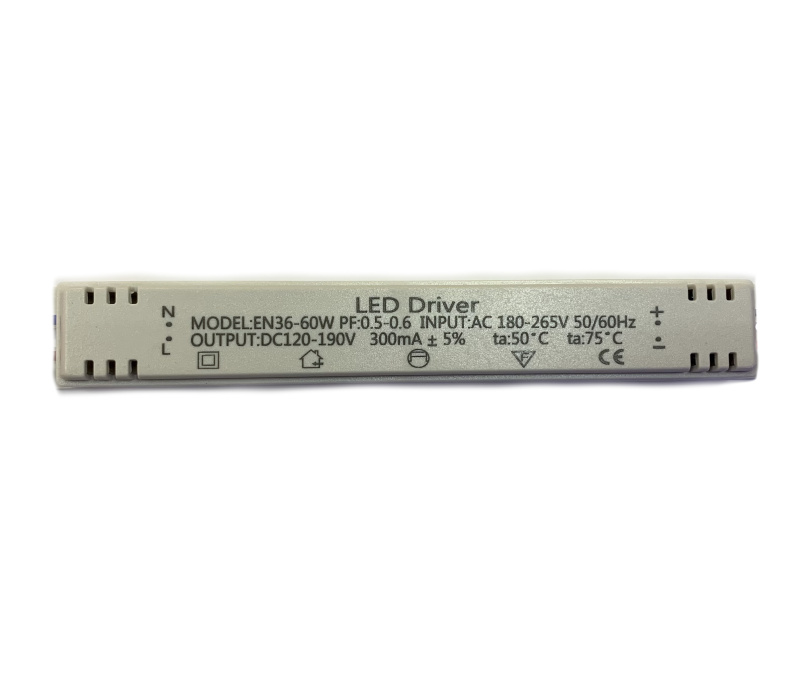 LED Driver
N
MODEL:EN36-60W PF:0.5-0.6 INPUT:AC 180-265V 50/60Hz
+
L
OUTPUT:DC120-190V 300mA ± 5% ta:50°C ta:75°C
-
F
CE